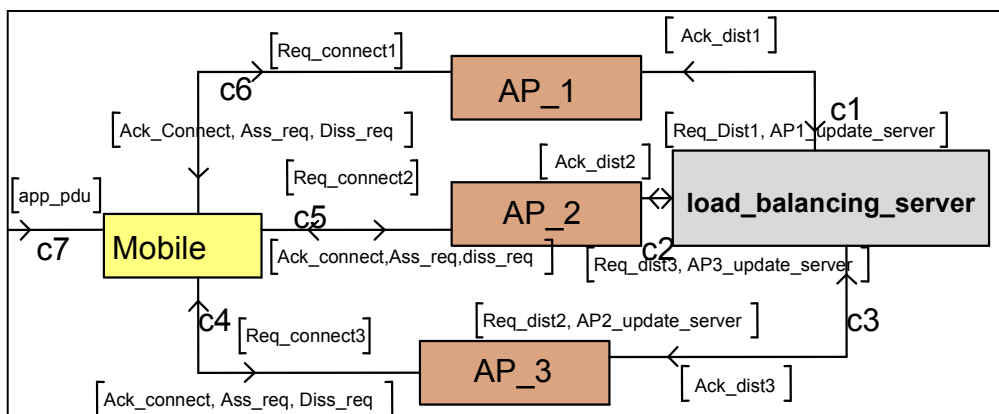 [Req_connect1]
[Ack_dist1]
AP_1
c6
c1
[Ack_Connect, Ass_req, Diss_req]
[Req_Dist1, AP1_update_server]
[Req_connect2]
[Ack_dist2]
[app_pdu]
AP_2
load_balancing_server
c5
c7
Mobile
c2
[Ack_connect,Ass_req,diss_req]
[Req_dist3, AP3_update_server]
c4
[Req_connect3]
[Req_dist2, AP2_update_server]
c3
AP_3
[Ack_connect, Ass_req, Diss_req]
[Ack_dist3]